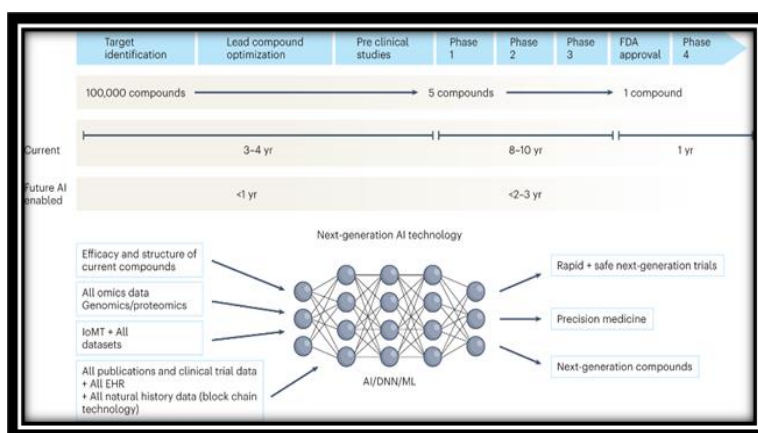 Target identification
Lead compound optimization
Pre clinical studies
Phase 1
Phase 2
Phase 3
FDA approval
Phase 4
100,000 compounds
5 compounds
1 compound
Current
3–4 yr
8–10 yr
1 yr
Future AI enabled
<1 yr
<2–3 yr
Next-generation AI technology
Efficacy and structure of
current compounds
All omics data
Genomics/proteomics
IoMT + All
datasets
All publications and clinical trial data
+ All EHR
+ All natural history data (block chain
technology)
AI/DNN/ML
Rapid + safe next-generation trials
Precision medicine
Next-generation compounds